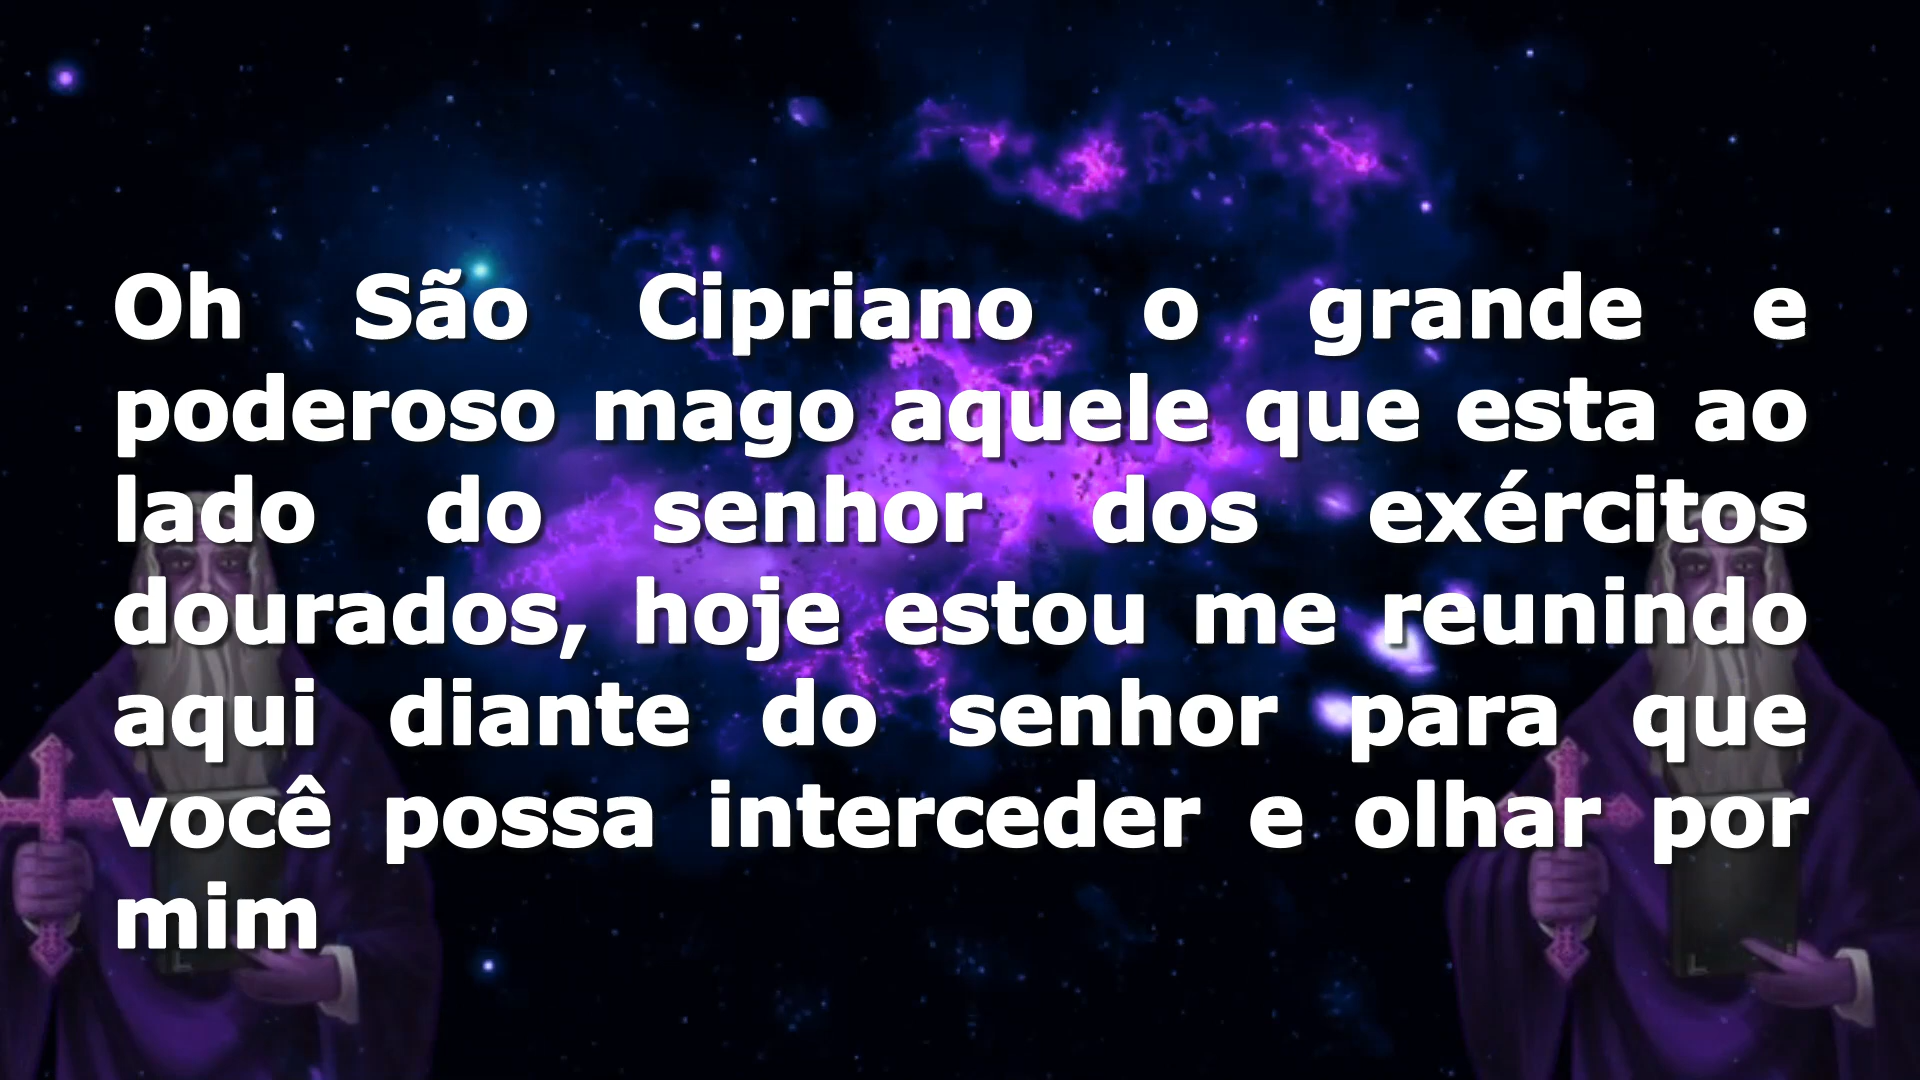 Oh São Cipriano o grande e
poderoso mago aquele que esta ao
lado do senhor dos exércitos
dourados, hoje estou me reunindo
aqui diante do senhor para que
você possa interceder e olhar por
mim